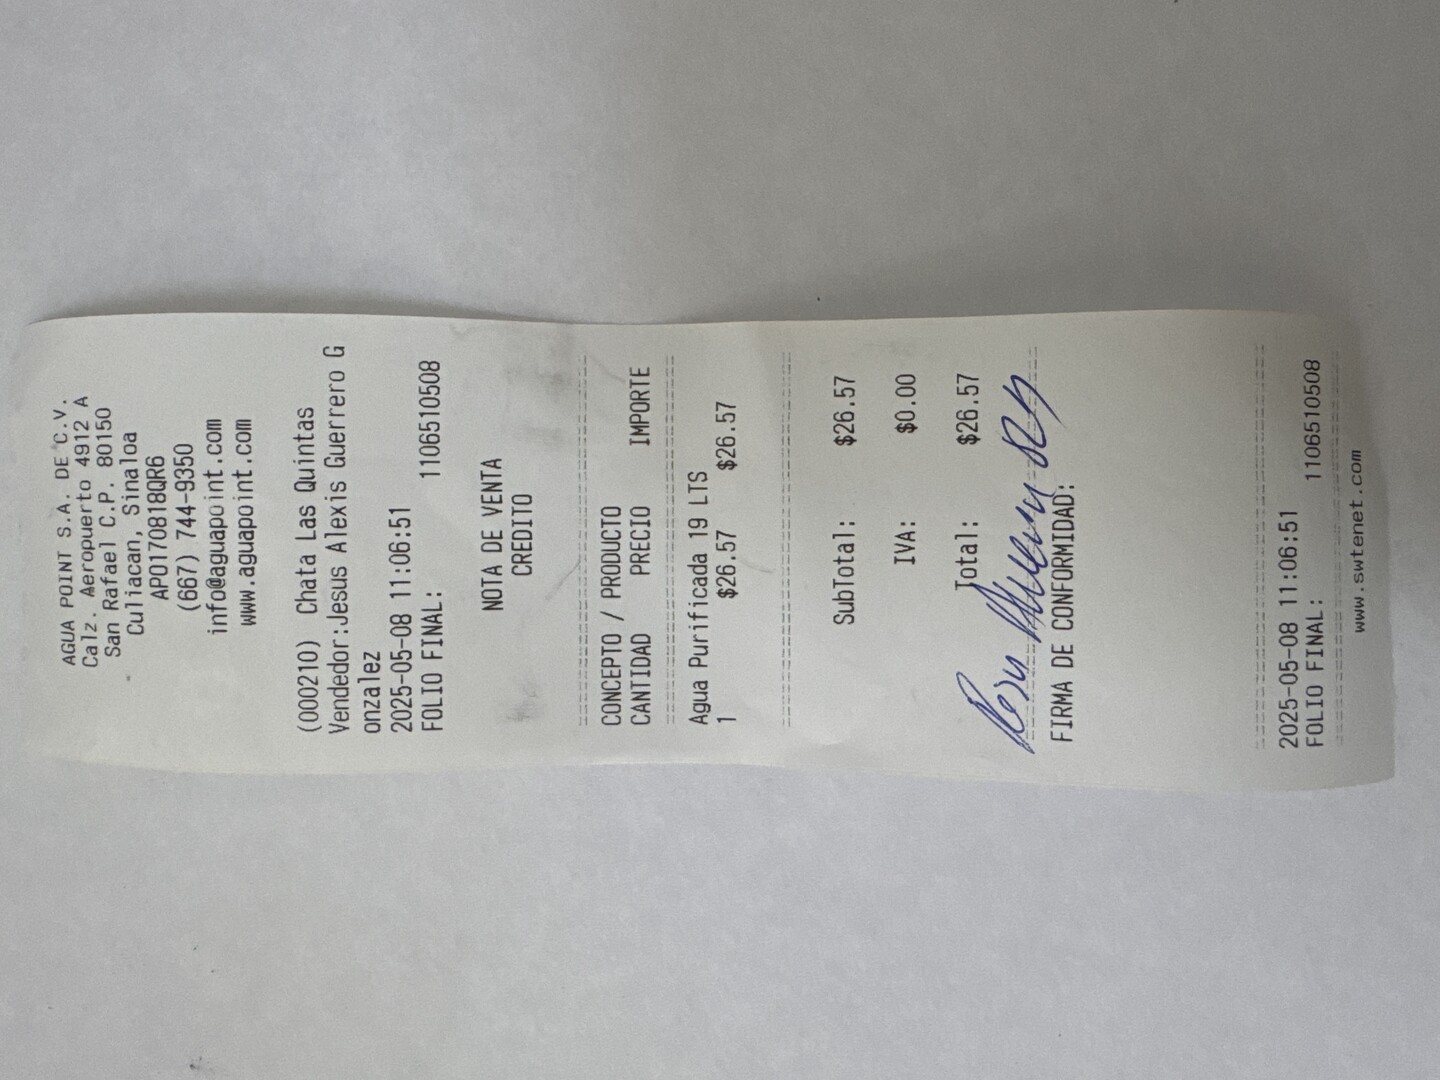 AGUA POINT S.A. DE C.V.
Calz. Aeropuerto 4912 A
San Rafael C.P. 80150
Culiacan, Sinaloa
APO170818QR6
(667) 744-9350
info@aguapoint.com
www.aguapoint.com
(000210) Chata Las Quintas
Vendedor:Jesus Alexis Guerrero G
onzalez
2025-05-08 11:06:51
FOLIO FINAL: 1106510508
NOTA DE VENTA
CREDITO
CONCEPTO / PRODUCTO
CANTIDAD PRECIO IMPORTE
Agua Purificada 19 LTS
1 $26.57 $26.57
SubTotal: $26.57
IVA: $0.00
Total: $26.57
FIRMA DE CONFORMIDAD:
2025-05-08 11:06:51
FOLIO FINAL: 1106510508
www.swtenet.com